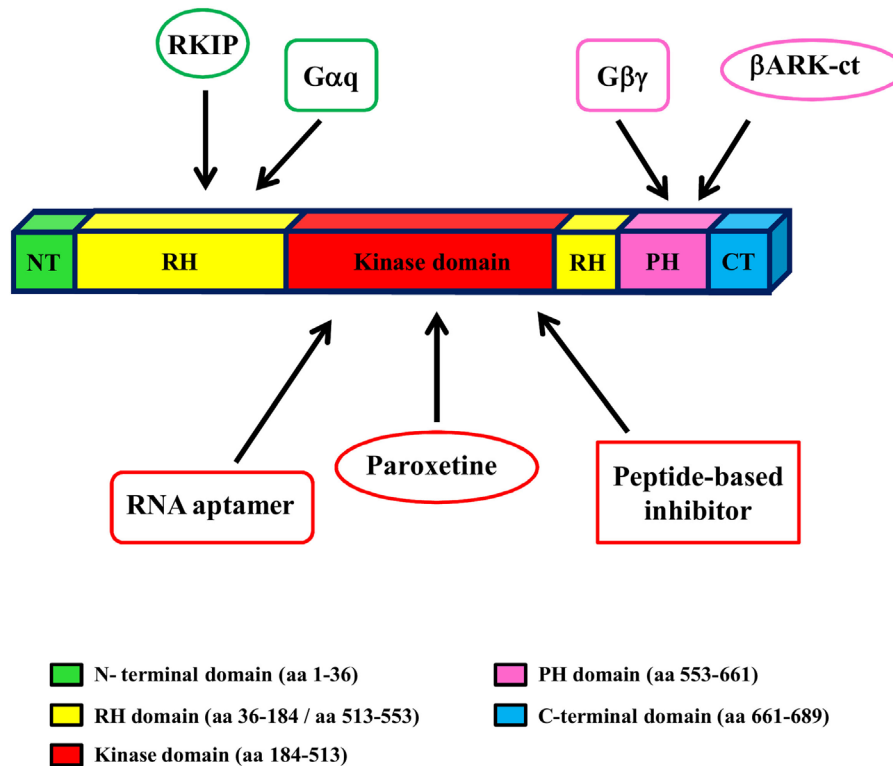 RKIP
Gαq
Gβγ
βARK-ct
NT
RH
Kinase domain
RH
PH
CT
RNA aptamer
Paroxetine
Peptide-based
inhibitor
N- terminal domain (aa 1-36)
RH domain (aa 36-184 / aa 513-553)
Kinase domain (aa 184-513)
PH domain (aa 553-661)
C-terminal domain (aa 661-689)